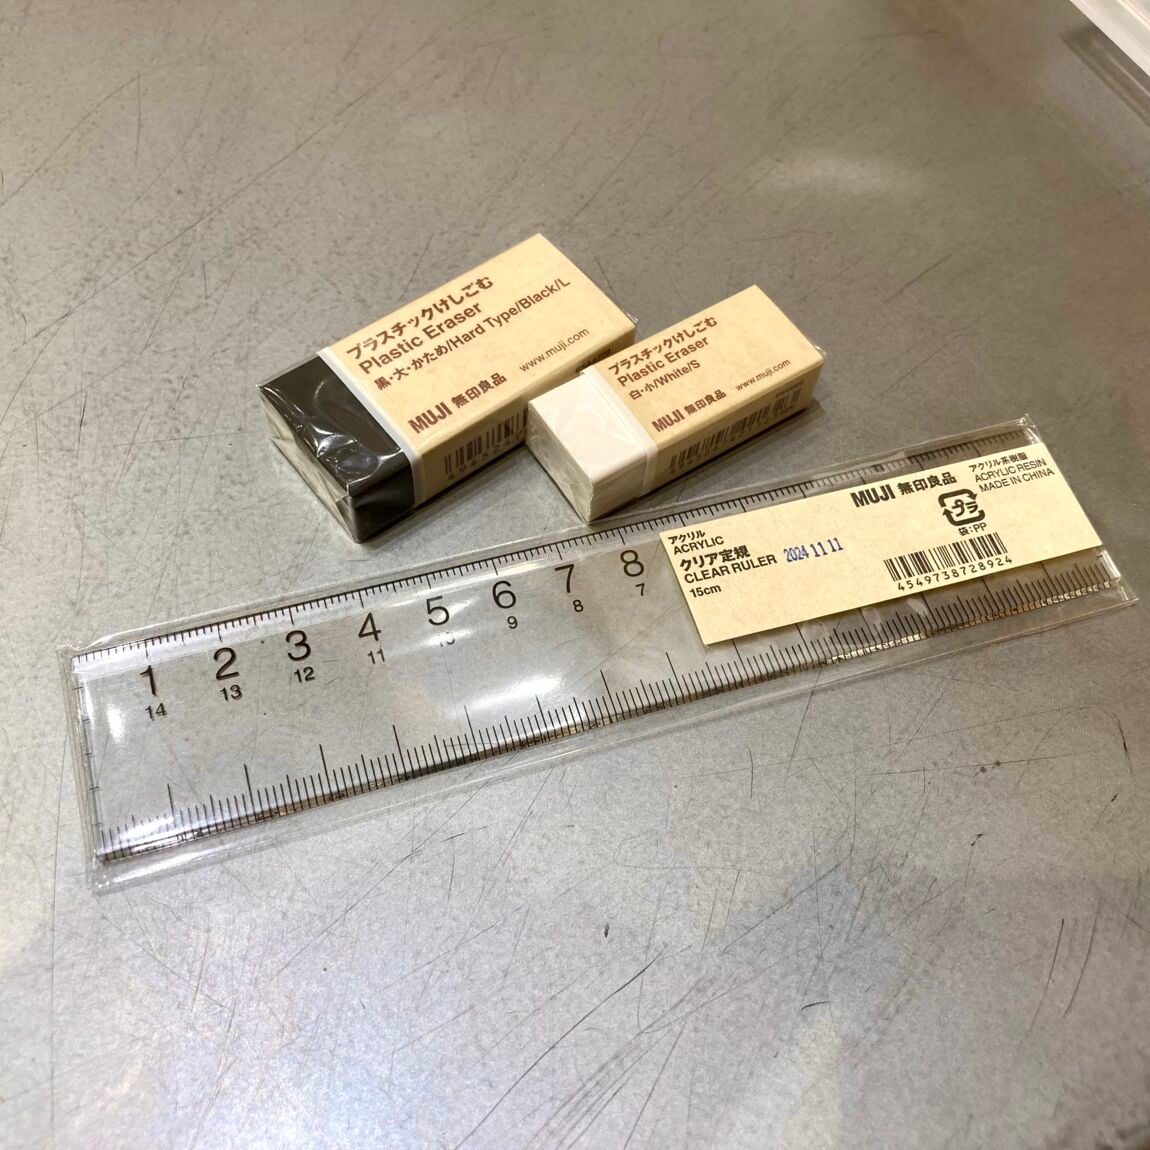 プラスチックけしごむ
Plastic Eraser
黒・大・かため/Hard Type/Black/L
MUJI 無印良品
www.muji.com
プラスチックけしごむ
Plastic Eraser
白・小/White/S
MUJI 無印良品
www.muji.com
アクリル
ACRYLIC
クリア定規
CLEAR RULER
15cm
2024 11 11
MUJI 無印良品
プラ
袋:PP
アクリル系樹脂
ACRYLIC RESIN
MADE IN CHINA
4549738728924
1 2 3 4 5 6 7 8
14 13 12 11 9 8 7